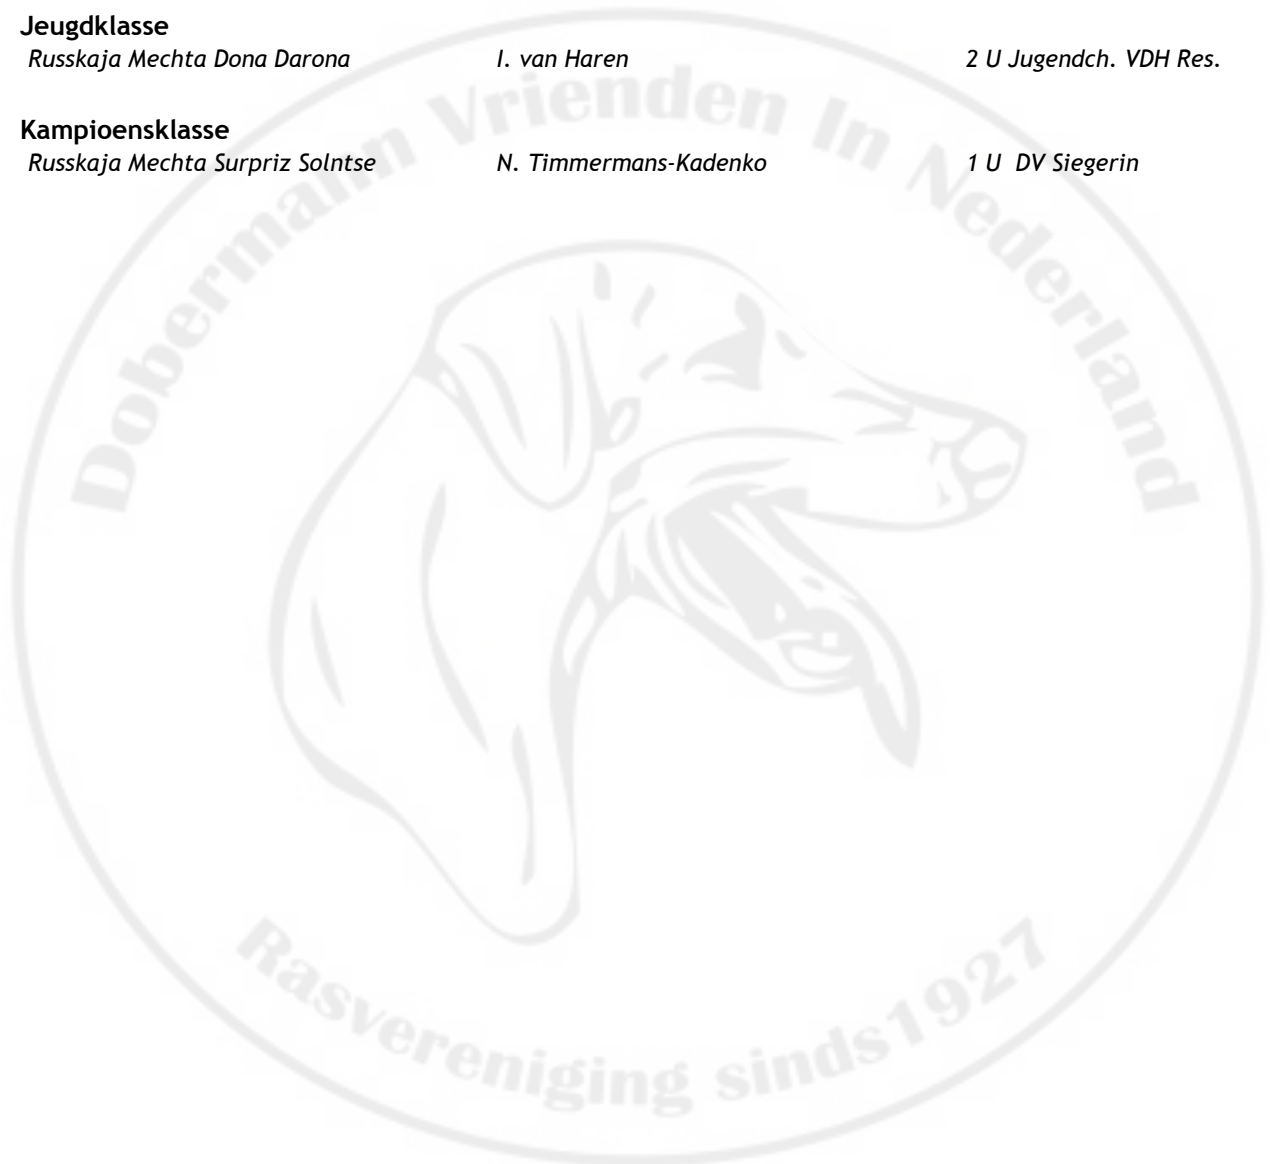 Jeugdklasse
Russkaja Mechta Dona Darona I. van Haren 2 U Jugendch. VDH Res.
Kampioensklasse
Russkaja Mechta Surpriz Solntse N. Timmermans-Kadenko 1 U DV Siegerin
Dobermann Vrienden In Nederland
Rasvereniging sinds1927